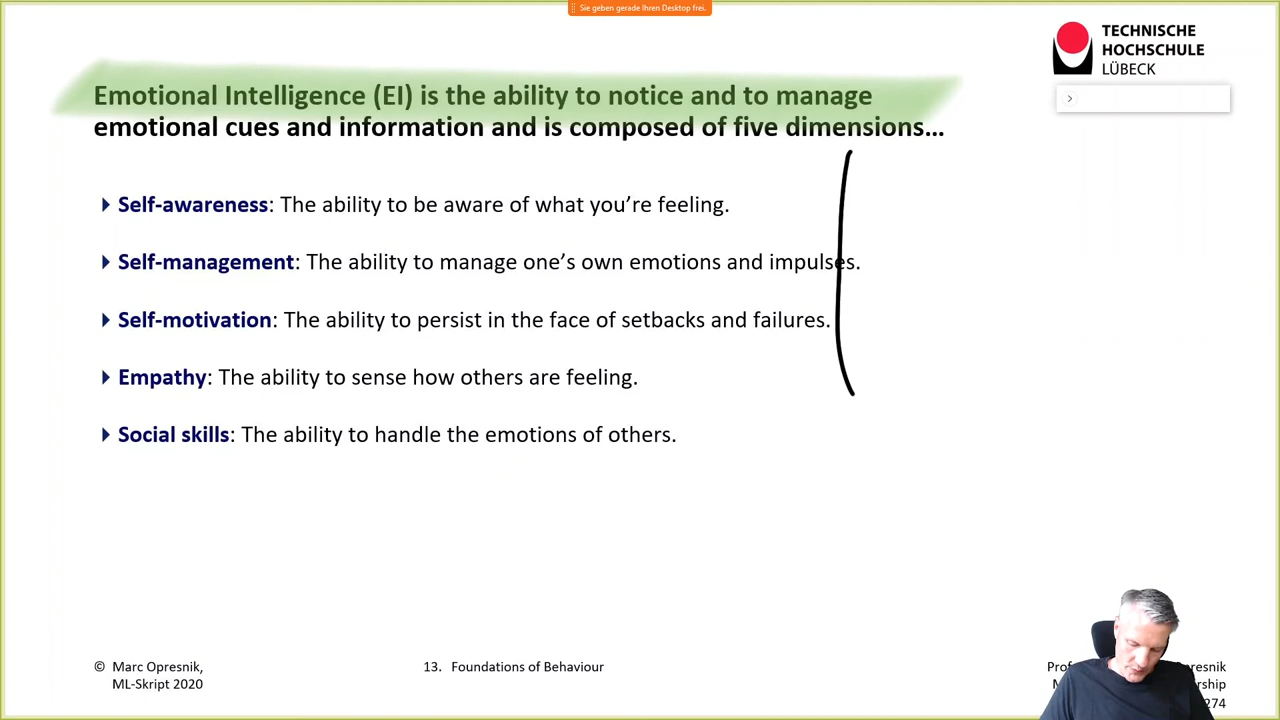 Sie geben gerade Ihren Desktop frei.
TECHNISCHE
HOCHSCHULE
LÜBECK
Emotional Intelligence (EI) is the ability to notice and to manage
emotional cues and information and is composed of five dimensions…
Self-awareness: The ability to be aware of what you’re feeling.
Self-management: The ability to manage one’s own emotions and impulses.
Self-motivation: The ability to persist in the face of setbacks and failures.
Empathy: The ability to sense how others are feeling.
Social skills: The ability to handle the emotions of others.
© Marc Opresnik,
ML-Skript 2020
13. Foundations of Behaviour
274